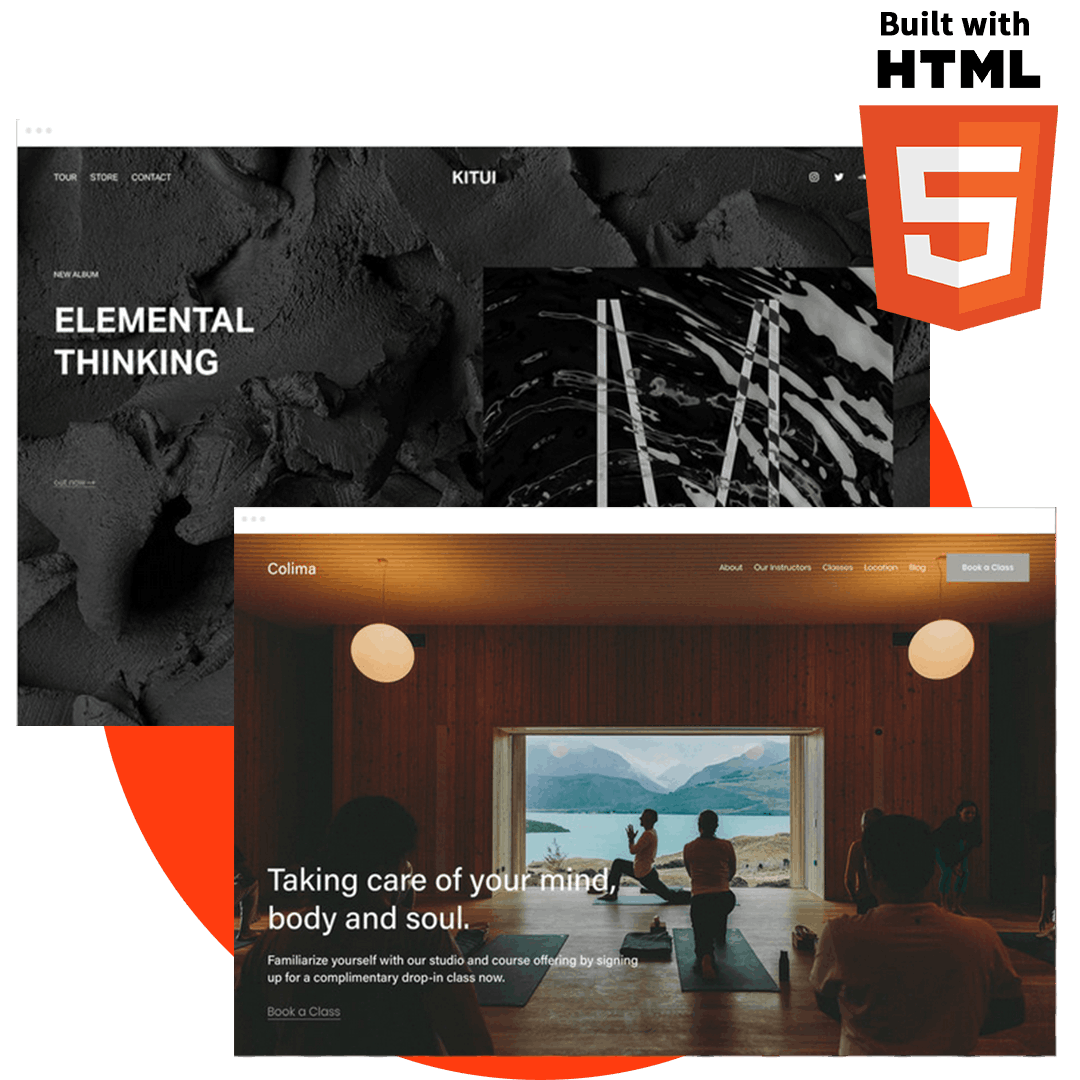 Built with
HTML
5
TOUR STORE CONTACT
KITUI
NEW ALBUM
ELEMENTAL
THINKING
out now
Colima
About Our Instructors Classes Location Blog
Book a Class
Taking care of your mind,
body and soul.
Familiarize yourself with our studio and course offering by signing
up for a complimentary drop-in class now.
Book a Class